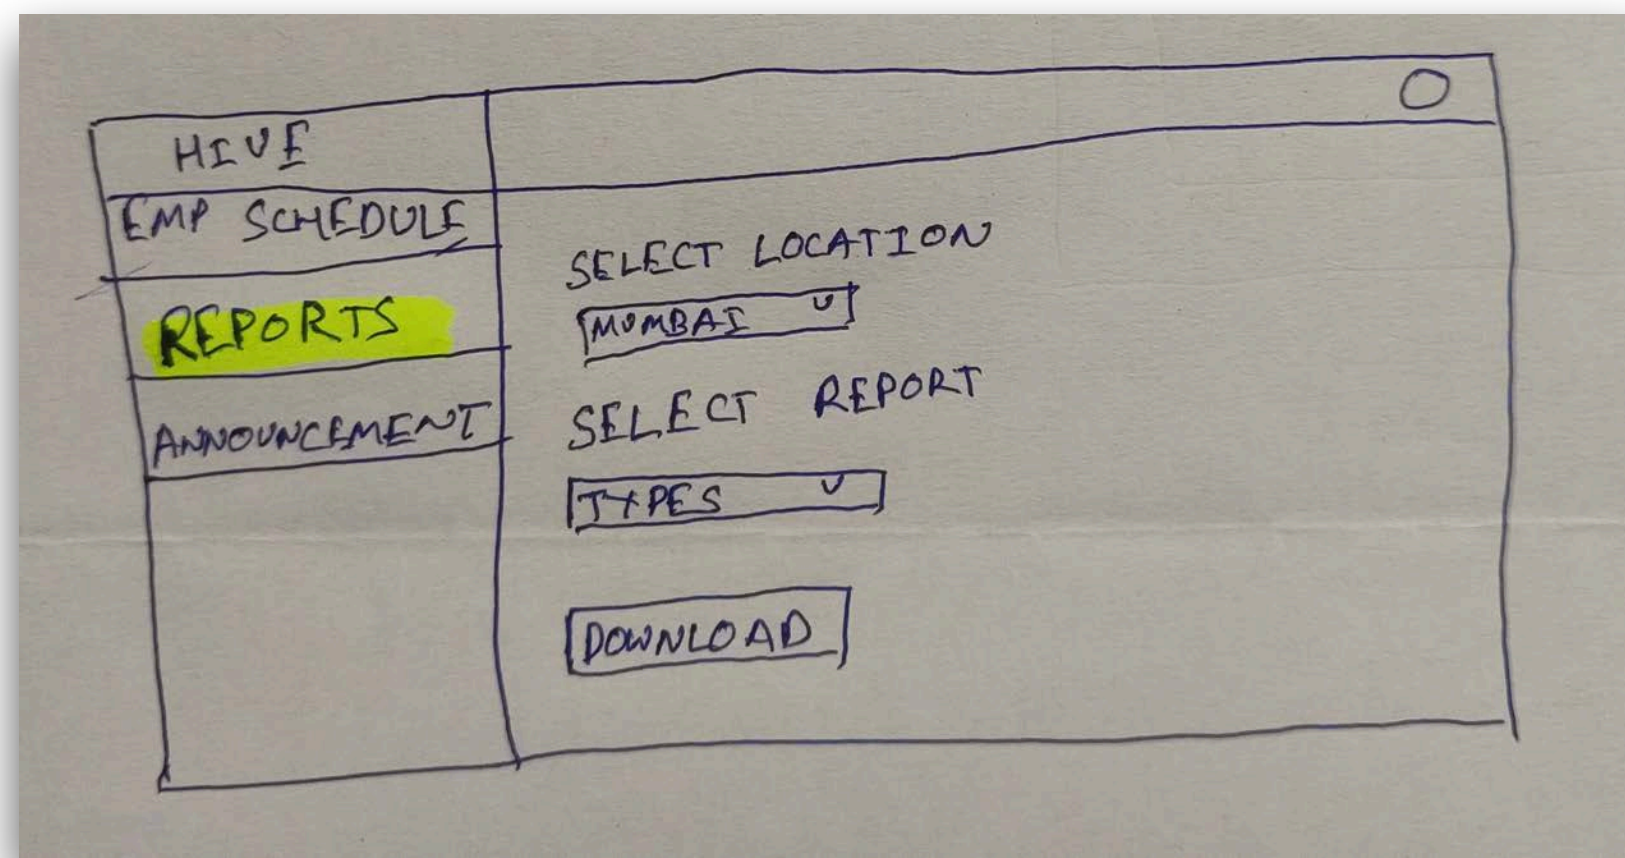 HIVE
EMP SCHEDULE
REPORTS
ANNOUNCEMENT
SELECT LOCATION
MUMBAI
SELECT REPORT
TYPES
DOWNLOAD